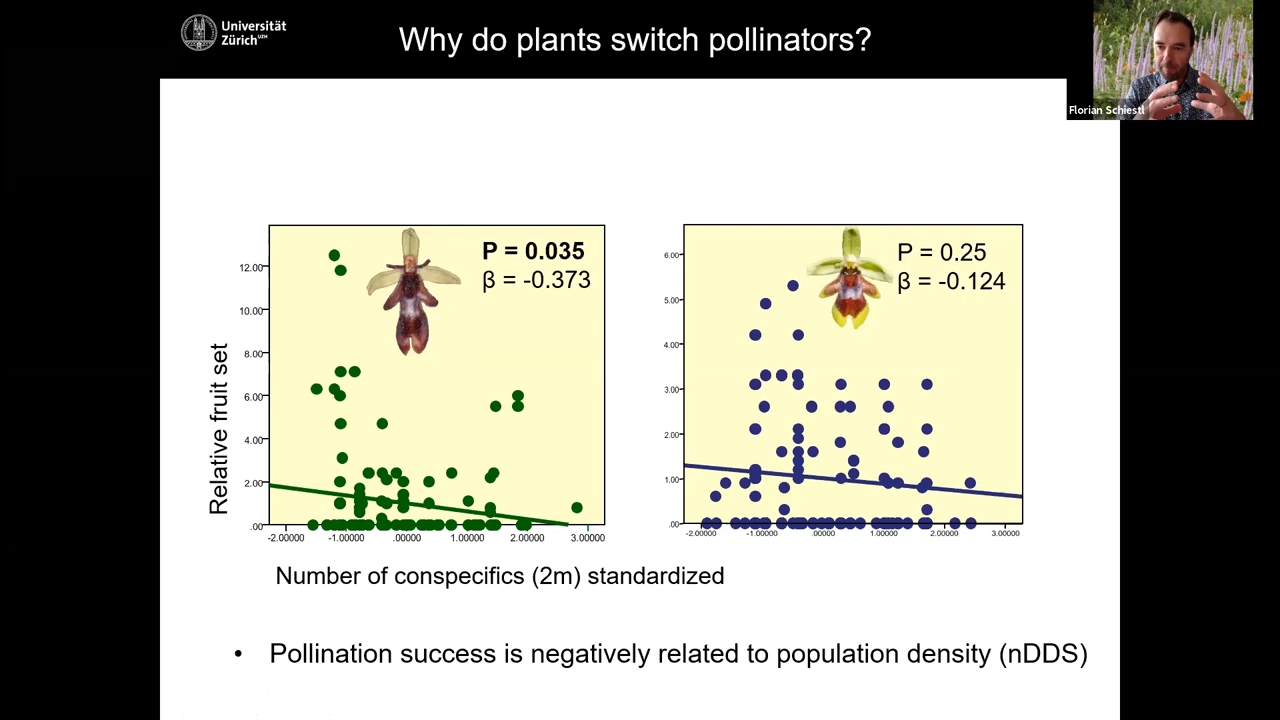 Universität
Zürich UZH
Why do plants switch pollinators?
Florian Schiestl
P = 0.035
β = -0.373
P = 0.25
β = -0.124
Relative fruit set
12.00
10.00
8.00
6.00
4.00
2.00
.00
-2.00000 -1.00000 .00000 1.00000 2.00000 3.00000
6.00
5.00
4.00
3.00
2.00
1.00
.00
-2.00000 -1.00000 .00000 1.00000 2.00000 3.00000
Number of conspecifics (2m) standardized
• Pollination success is negatively related to population density (nDDS)